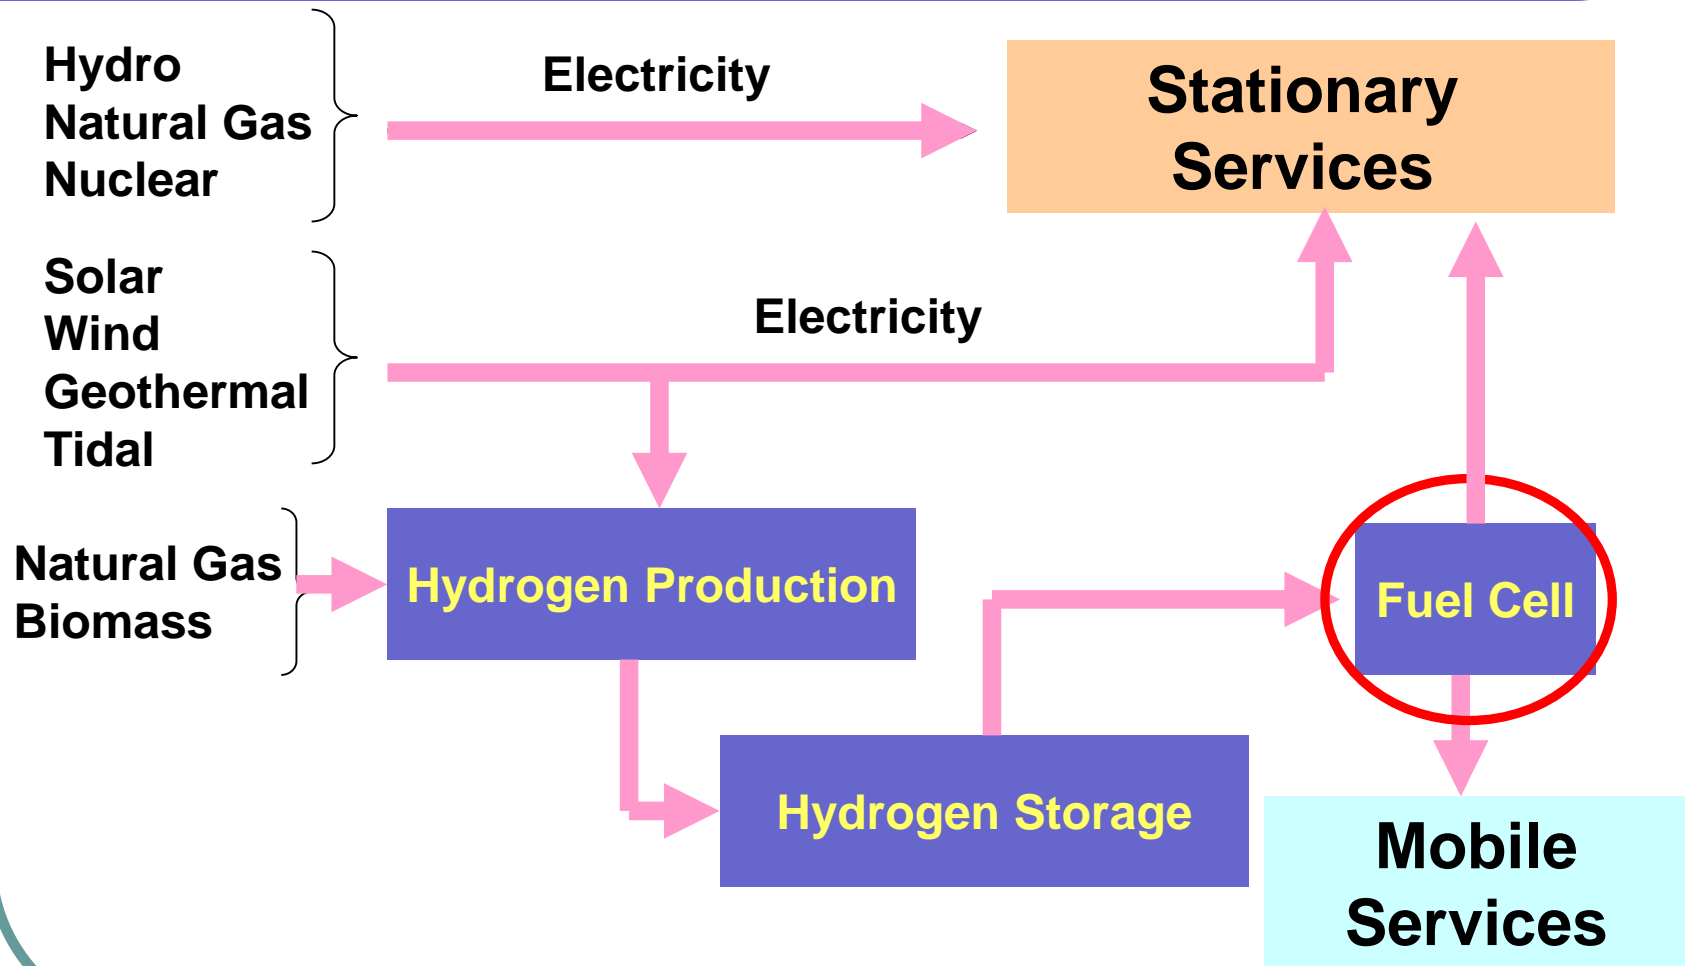 Hydro
Natural Gas
Nuclear
Electricity
Stationary
Services
Solar
Wind
Geothermal
Tidal
Electricity
Natural Gas
Biomass
Hydrogen Production
Fuel Cell
Hydrogen Storage
Mobile
Services